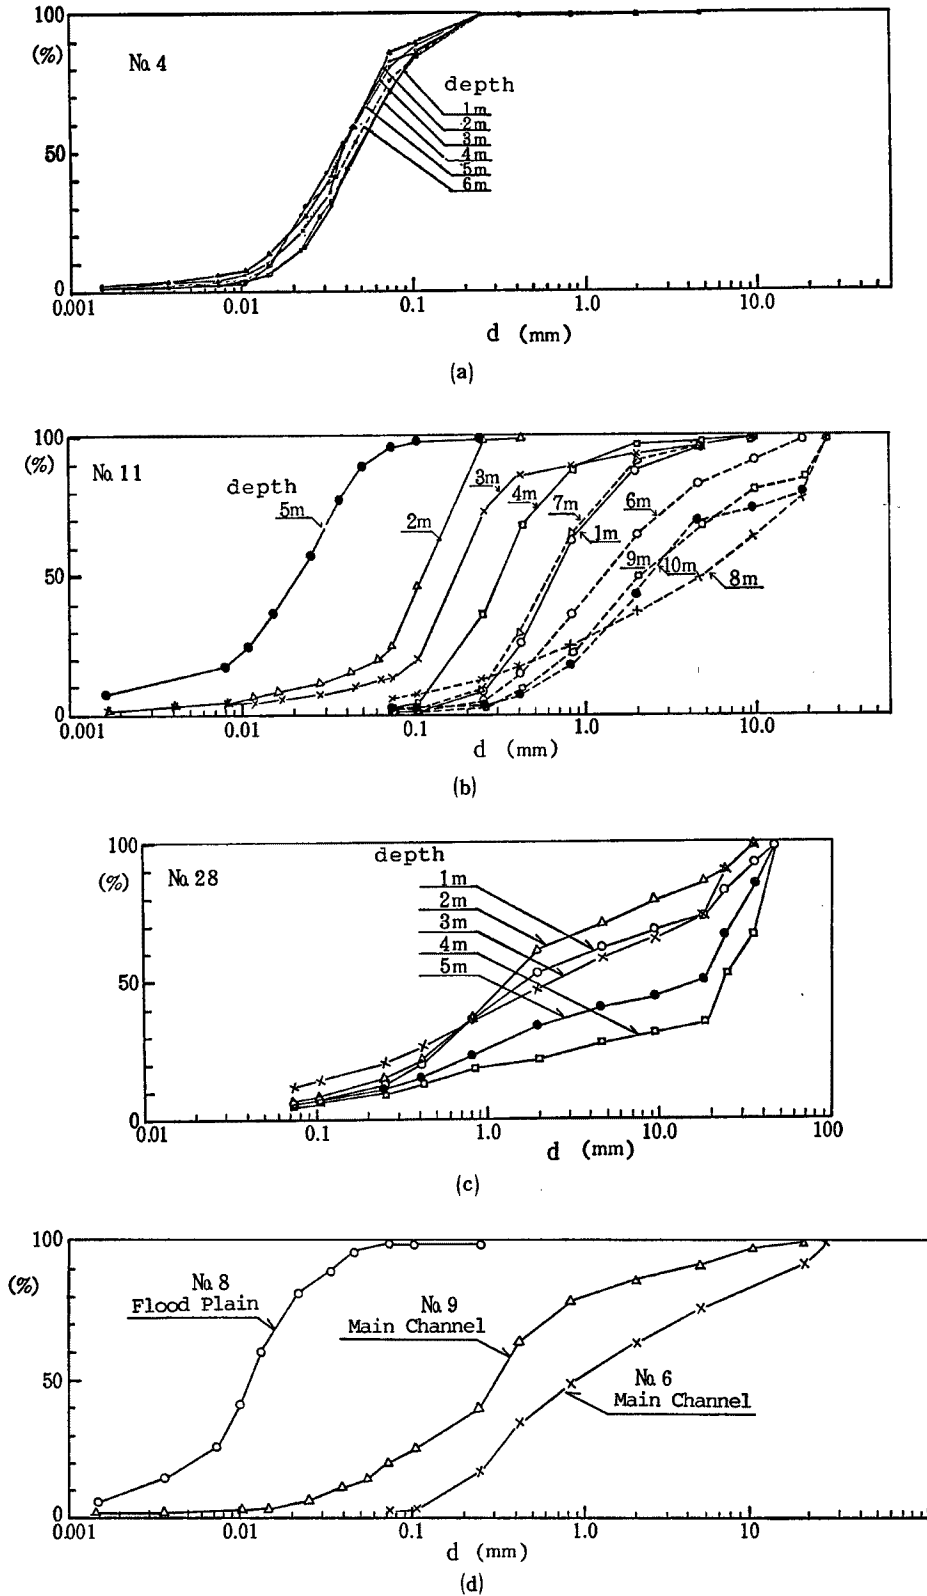 100
(%)
No. 4
depth
1m
2m
3m
4m
5m
6m
50
0
0.001 0.01 0.1 1.0 10.0
d (mm)
(a)
100
(%)
No. 11
depth
5m
2m
3m
4m
7m
1m
6m
9m
10m
8m
50
0
0.001 0.01 0.1 1.0 10.0
d (mm)
(b)
100
(%)
No. 28
depth
1m
2m
3m
4m
5m
50
0
0.01 0.1 1.0 10.0 100
d (mm)
(c)
100
(%)
No. 8
Flood Plain
No. 9
Main Channel
No. 6
Main Channel
50
0
0.001 0.01 0.1 1.0 10
d (mm)
(d)